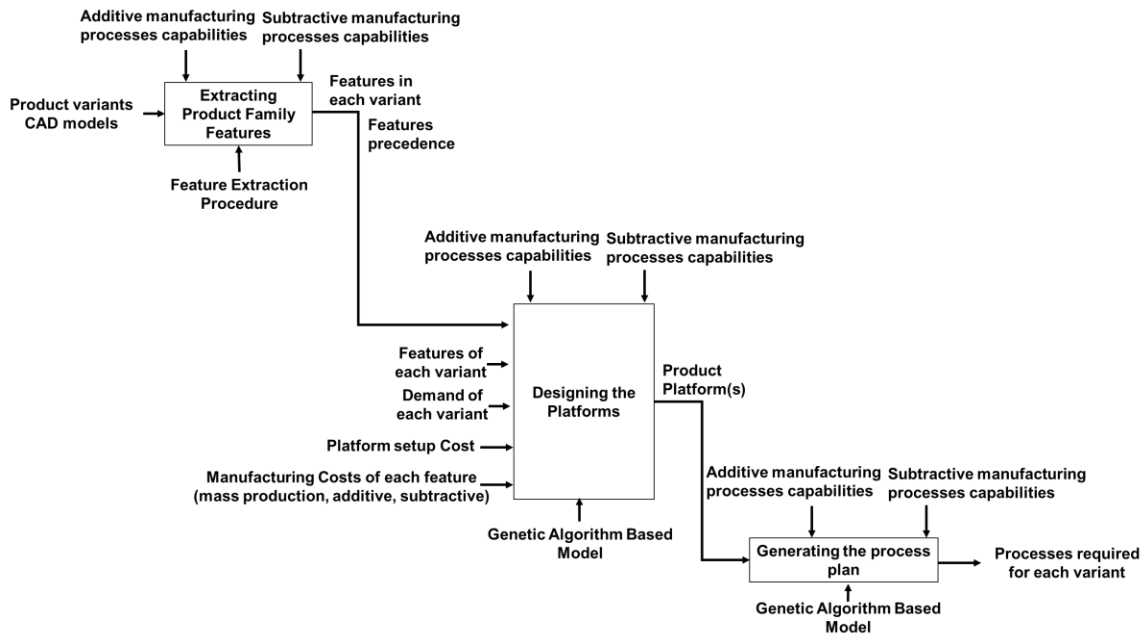 Additive manufacturing
processes capabilities
Subtractive manufacturing
processes capabilities
Product variants
CAD models
Extracting
Product Family
Features
Features in
each variant
Features
precedence
Feature Extraction
Procedure
Additive manufacturing
processes capabilities
Subtractive manufacturing
processes capabilities
Features of
each variant
Demand of
each variant
Platform setup Cost
Manufacturing Costs of each feature
(mass production, additive, subtractive)
Designing the
Platforms
Product
Platform(s)
Genetic Algorithm Based
Model
Additive manufacturing
processes capabilities
Subtractive manufacturing
processes capabilities
Generating the process
plan
Processes required
for each variant
Genetic Algorithm Based
Model